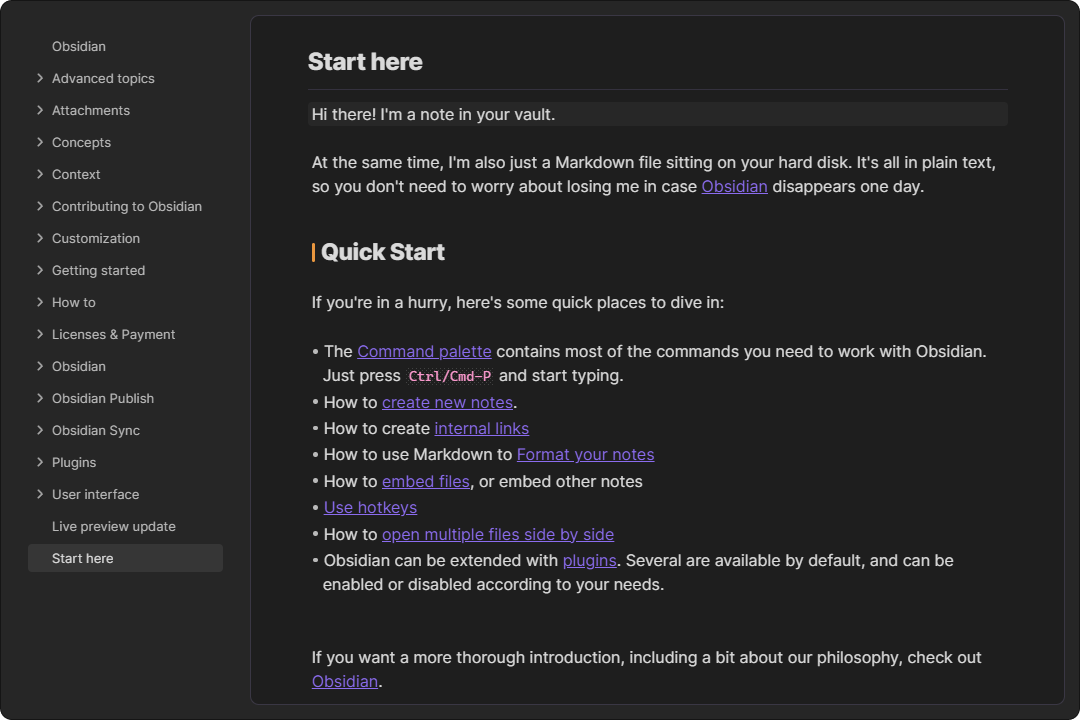 Obsidian
Advanced topics
Attachments
Concepts
Context
Contributing to Obsidian
Customization
Getting started
How to
Licenses & Payment
Obsidian
Obsidian Publish
Obsidian Sync
Plugins
User interface
Live preview update
Start here
Start here
Hi there! I'm a note in your vault.
At the same time, I'm also just a Markdown file sitting on your hard disk. It's all in plain text,
so you don't need to worry about losing me in case Obsidian disappears one day.
Quick Start
If you're in a hurry, here's some quick places to dive in:
• The Command palette contains most of the commands you need to work with Obsidian.
Just press Ctrl/Cmd-P and start typing.
• How to create new notes.
• How to create internal links
• How to use Markdown to Format your notes
• How to embed files, or embed other notes
• Use hotkeys
• How to open multiple files side by side
• Obsidian can be extended with plugins. Several are available by default, and can be
enabled or disabled according to your needs.
If you want a more thorough introduction, including a bit about our philosophy, check out
Obsidian.